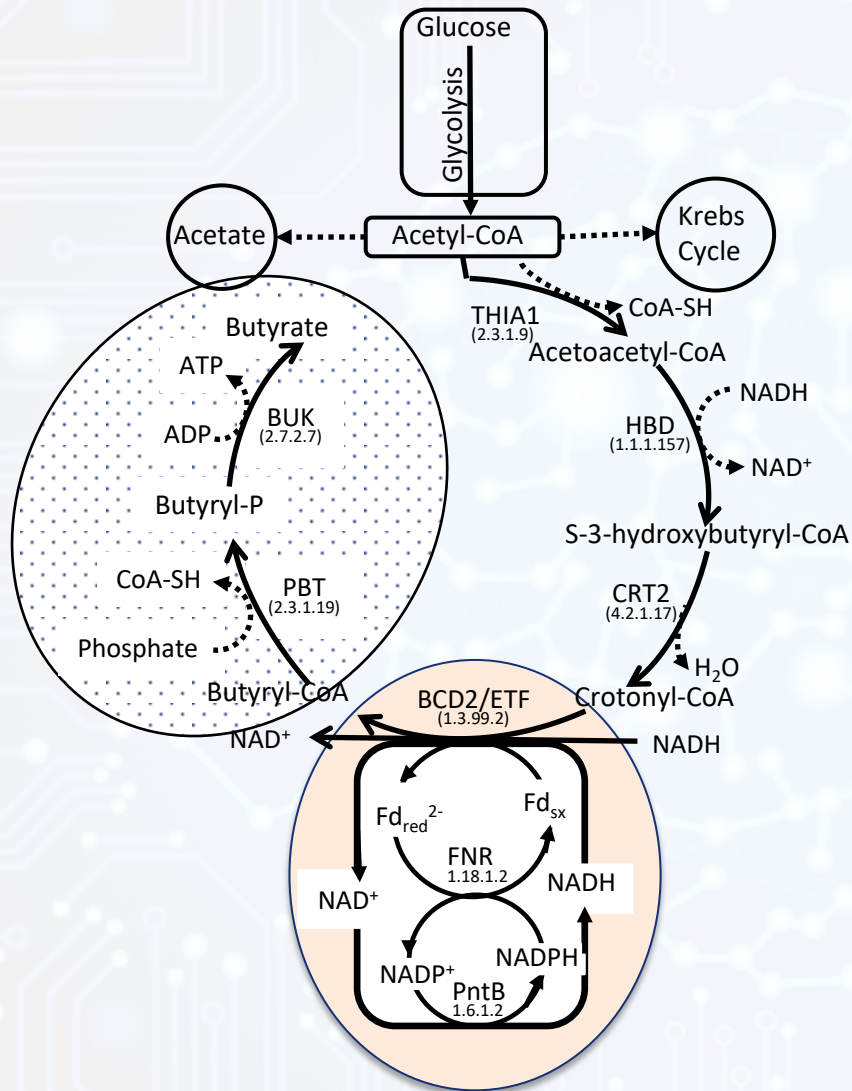 Glucose
Glycolysis
Acetate
Acetyl-CoA
Krebs
Cycle
THIA1
(2.3.1.9)
CoA-SH
Acetoacetyl-CoA
Butyrate
ATP
ADP
BUK
(2.7.2.7)
NADH
HBD
(1.1.1.157)
NAD⁺
Butyryl-P
S-3-hydroxybutyryl-CoA
CoA-SH
PBT
(2.3.1.19)
Phosphate
CRT2
(4.2.1.17)
H₂O
Butyryl-CoA
BCD2/ETF
(1.3.99.2)
Crotonyl-CoA
NAD⁺
NADH
Fd_red²⁻
Fd_sx
FNR
1.18.1.2
NAD⁺
NADH
NADP⁺
NADPH
PntB
1.6.1.2